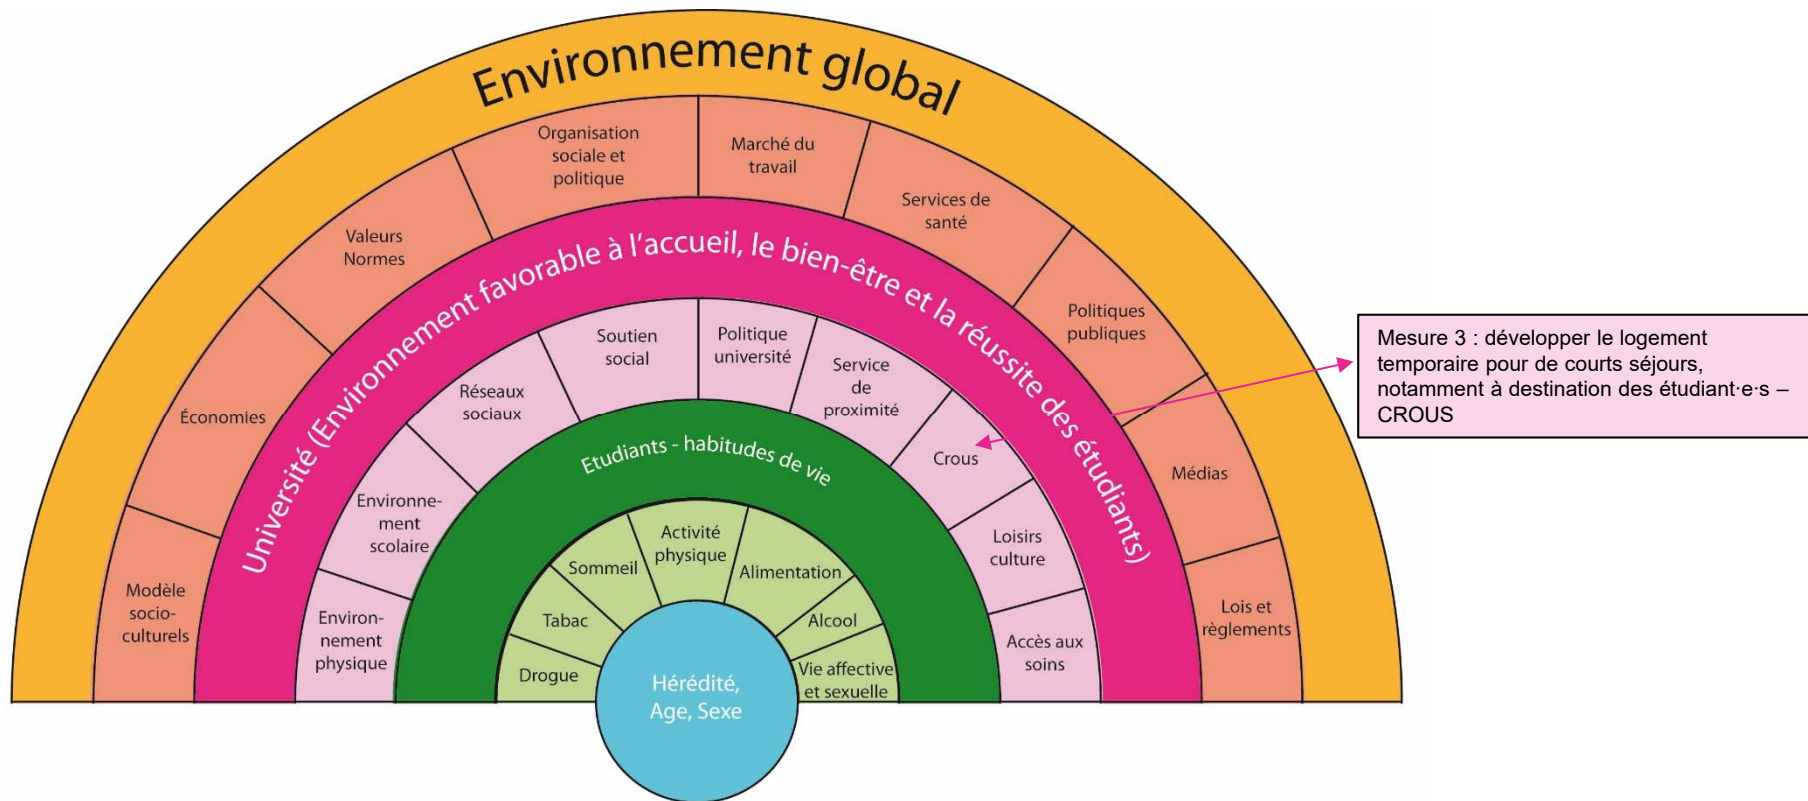 Environnement global
Organisation
sociale et
politique
Marché du
travail
Services de
santé
Valeurs
Normes
Politiques
publiques
Économies
Médias
Modèle
socio-
culturels
Lois et
règlements
Université (Environnement favorable à l'accueil, le bien-être et la réussite des étudiants)
Soutien
social
Politique
université
Service
de
proximité
Réseaux
sociaux
Crous
Environne-
ment
scolaire
Loisirs
culture
Environ-
nement
physique
Accès aux
soins
Etudiants - habitudes de vie
Activité
physique
Sommeil
Alimentation
Tabac
Alcool
Drogue
Vie affective
et sexuelle
Hérédité,
Age, Sexe
Mesure 3 : développer le logement
temporaire pour de courts séjours,
notamment à destination des étudiant·e·s –
CROUS